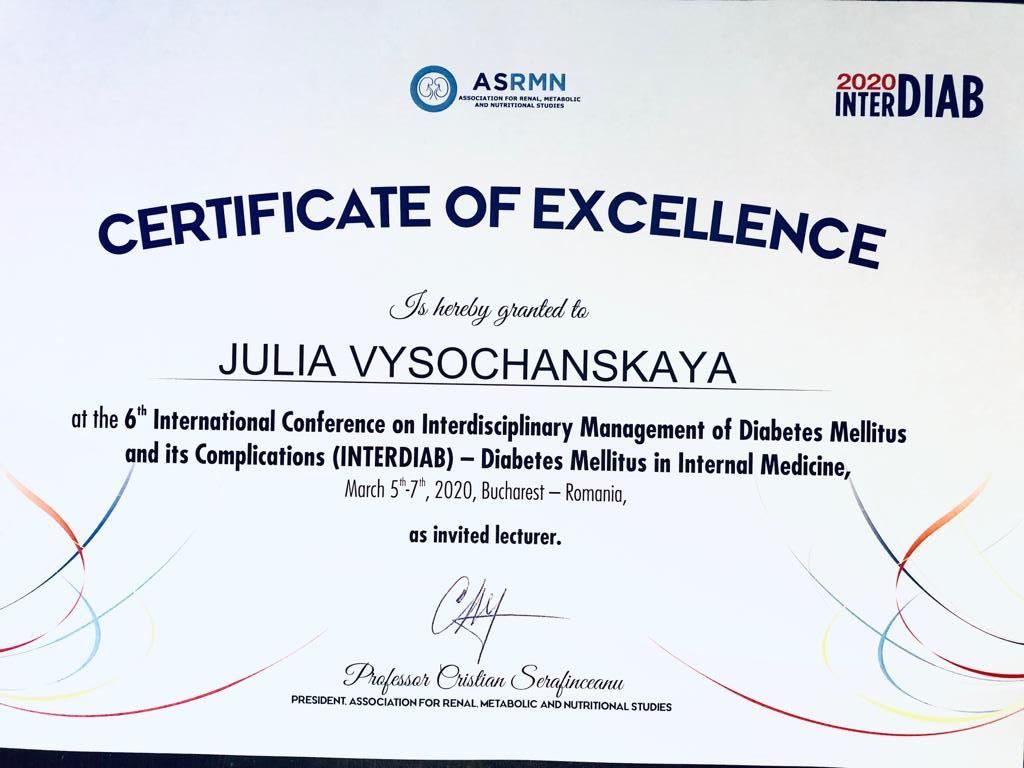 ASRMN
ASSOCIATION FOR RENAL, METABOLIC
AND NUTRITIONAL STUDIES
2020
INTERDIAB
CERTIFICATE OF EXCELLENCE
Is hereby granted to
JULIA VYSOCHANSKAYA
at the 6th International Conference on Interdisciplinary Management of Diabetes Mellitus
and its Complications (INTERDIAB) – Diabetes Mellitus in Internal Medicine,
March 5th-7th, 2020, Bucharest – Romania,
as invited lecturer.
Professor Cristian Serafinceanu
PRESIDENT, ASSOCIATION FOR RENAL, METABOLIC AND NUTRITIONAL STUDIES